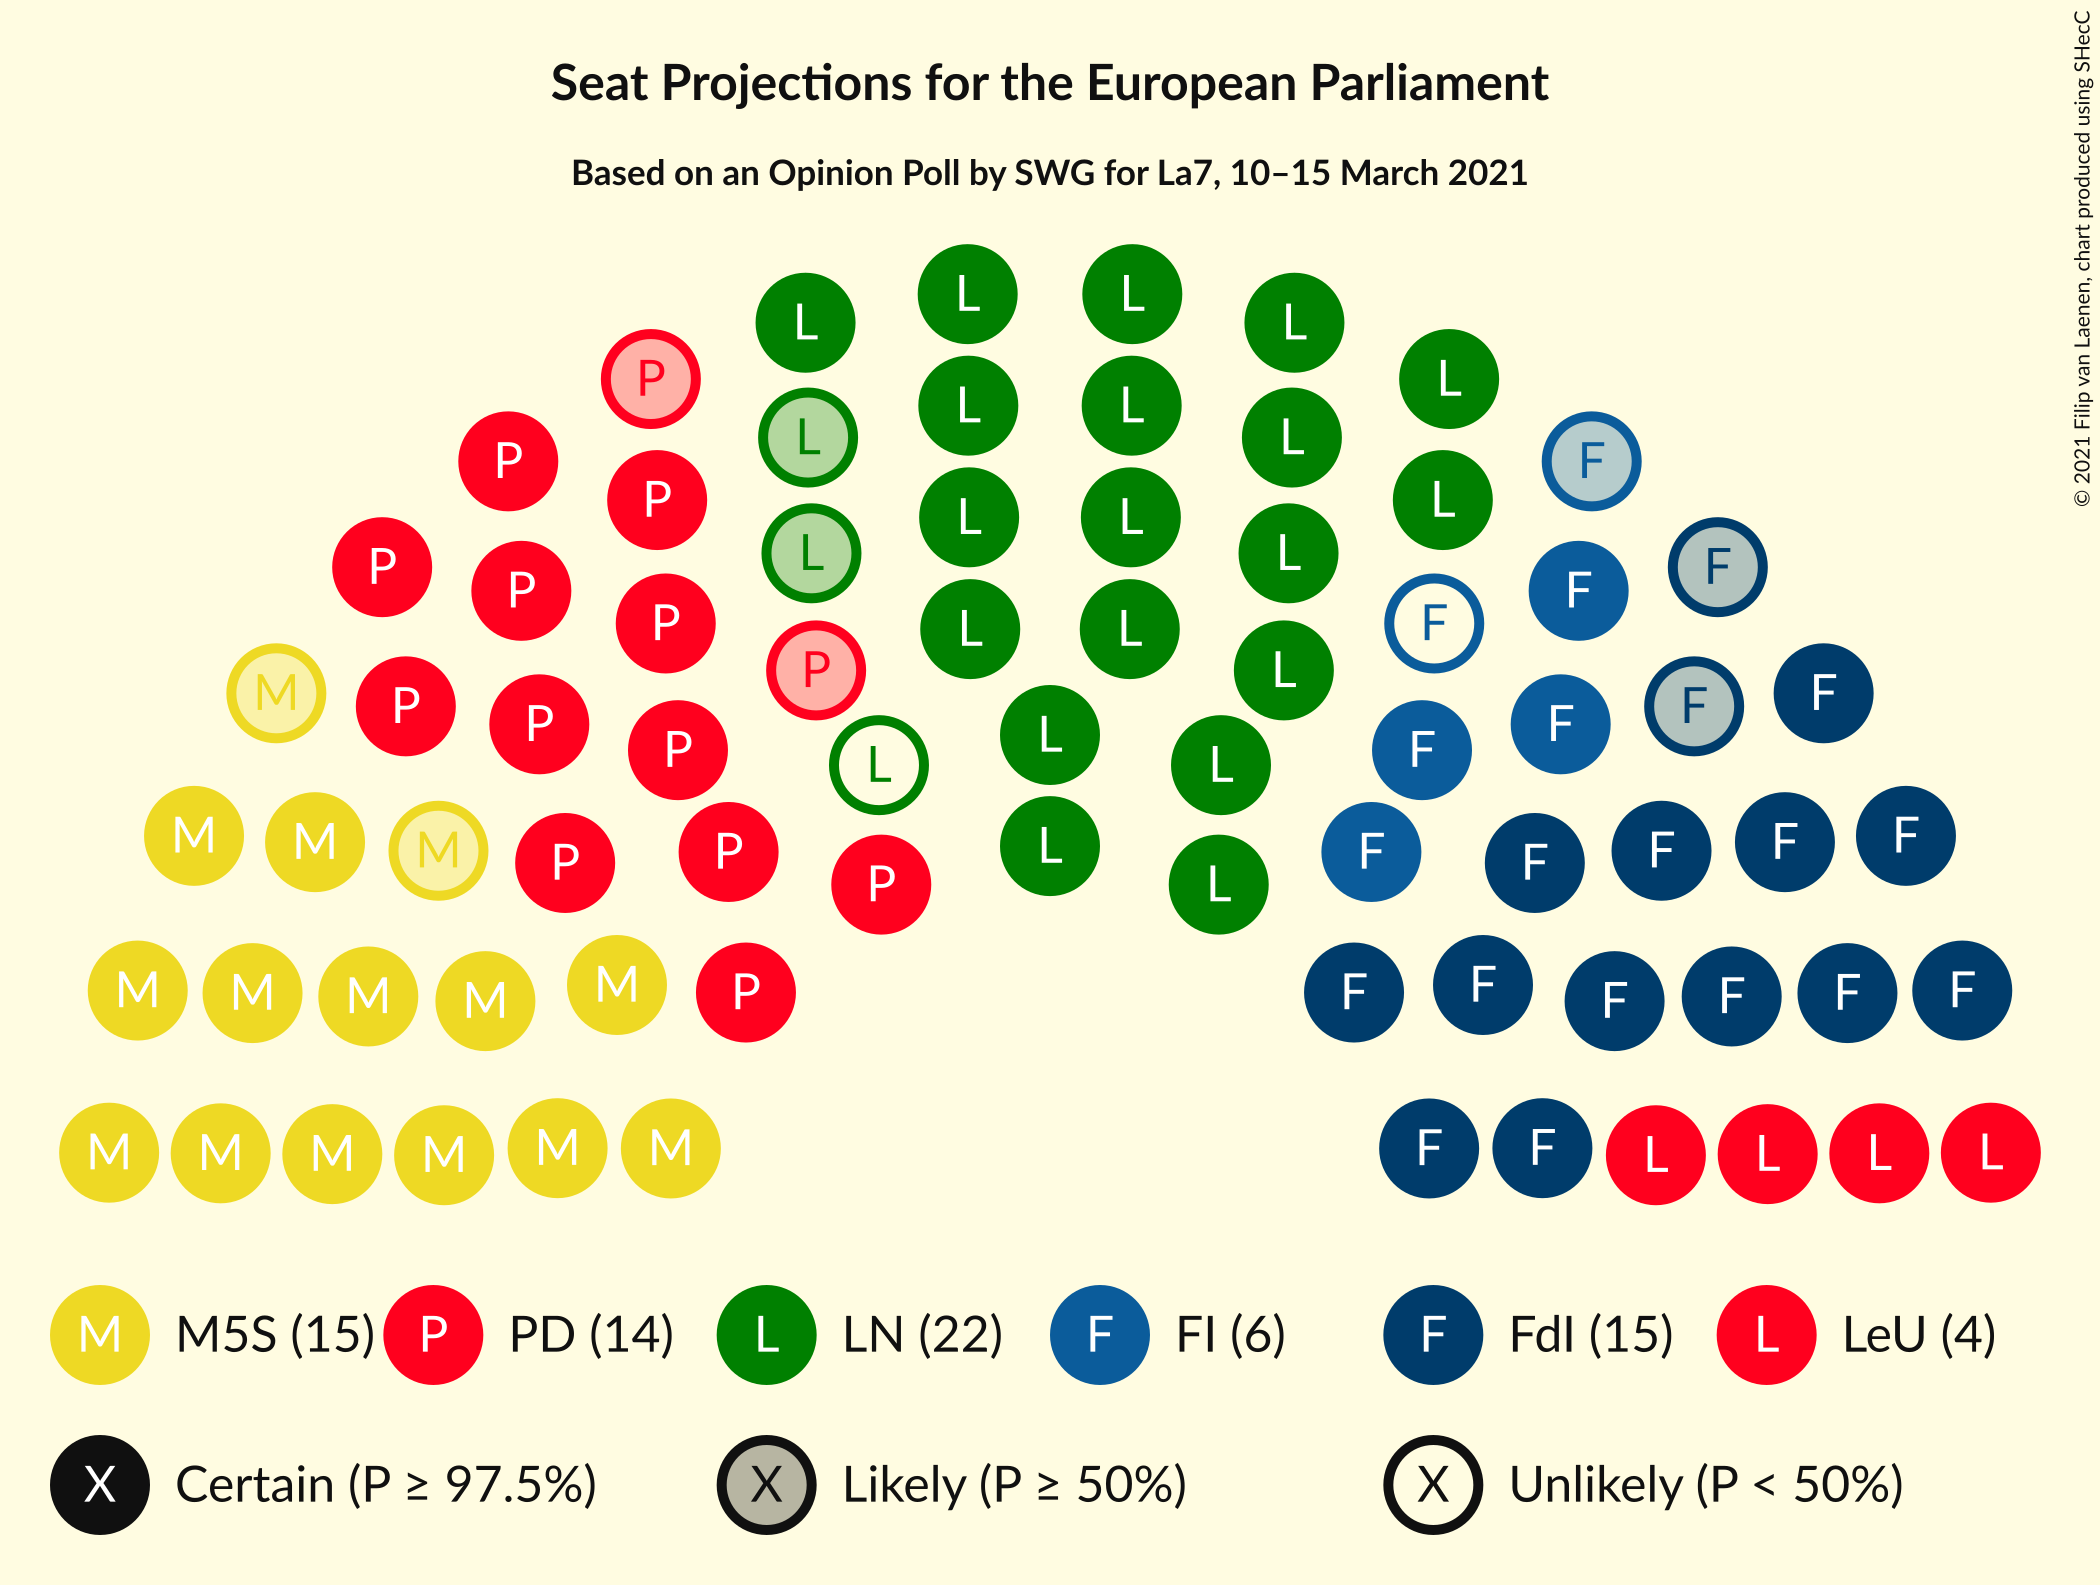 Seat Projections for the European Parliament
Based on an Opinion Poll by SWG for La7, 10–15 March 2021
© 2021 Filip van Laenen, chart produced using SHecC
L L
L L
P L
L L
L L
P F
L L
P L
L L
L L
P F
P F
P F
L L
P L
M F
P F
P F
P F
L
L L
M F
M F
M F
P F
P F
L
P L
M F
M F
M F
M F
M F
P F
M M M M M M F F L L L L
M M5S (15) P PD (14) L LN (22) F FI (6) F FdI (15) L LeU (4)
X Certain (P ≥ 97.5%) X Likely (P ≥ 50%) X Unlikely (P < 50%)